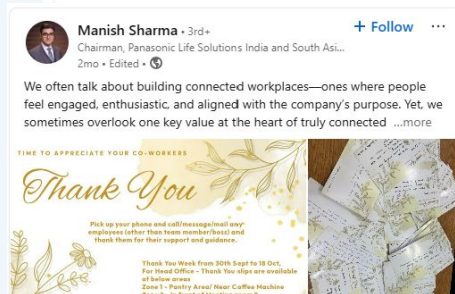 Manish Sharma • 3rd+
+ Follow ...
Chairman, Panasonic Life Solutions India and South Asi...
2mo • Edited •
We often talk about building connected workplaces—ones where people
feel engaged, enthusiastic, and aligned with the company's purpose. Yet, we
sometimes overlook one key value at the heart of truly connected ...more
TIME TO APPRECIATE YOUR CO-WORKERS
Thank You
Pick up your phone and call/message/mail any
employees (other than team member/boss) and
thank them for their support and guidance.
Thank You Week from 30th Sept to 18 Oct,
For Head Office - Thank You slips are available
at below areas
Zone 1 - Pantry Area/ Near Coffee Machine